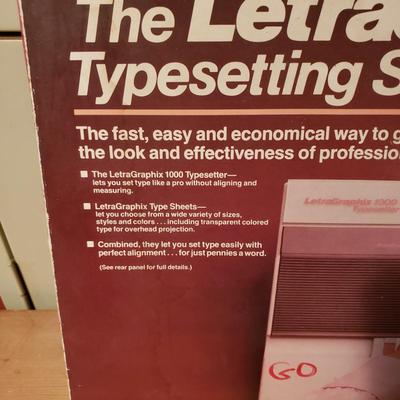 The Letra
Typesetting S
The fast, easy and economical way to g
the look and effectiveness of professio
■ The LetraGraphix 1000 Typesetter—
lets you set type like a pro without aligning and
measuring.
■ LetraGraphix Type Sheets—
let you choose from a wide variety of sizes,
styles and colors . . . including transparent colored
type for overhead projection.
■ Combined, they let you set type easily with
perfect alignment . . . for just pennies a word.
(See rear panel for full details.)
LetraGraphix 1000
Typesetter
GO